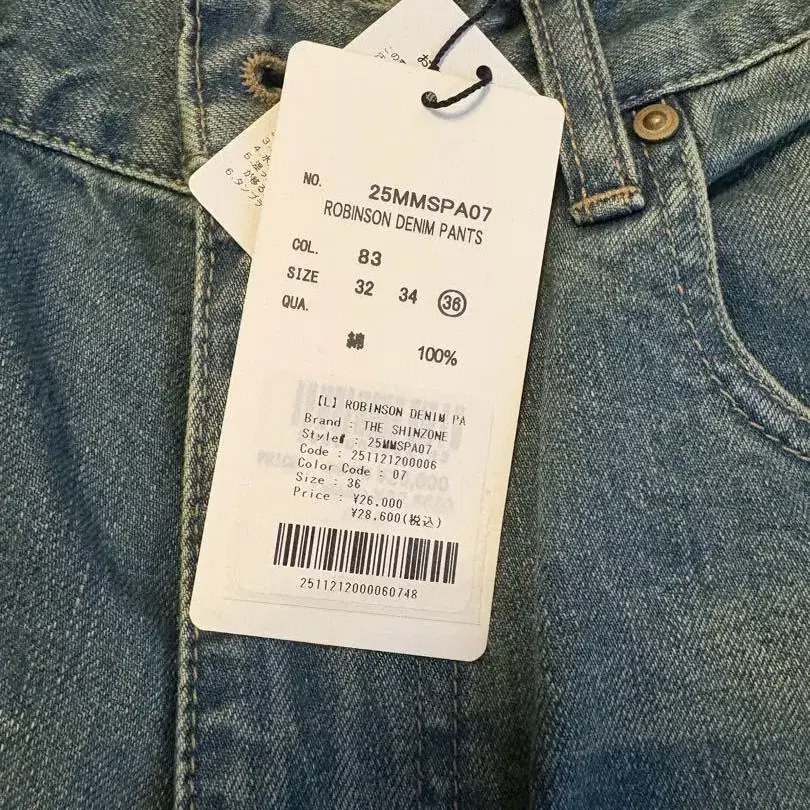 NO. 25MMSPA07
ROBINSON DENIM PANTS
COL. 83
SIZE 32 34 36
QUA.
綿 100%
【L】ROBINSON DENIM PA
Brand : THE SHINZONE
Style# : 25MMSPA07
Code : 251121200006
Color Code : 07
Size : 36
Price : ¥26.000
¥28.600(税込)
2511212000060748